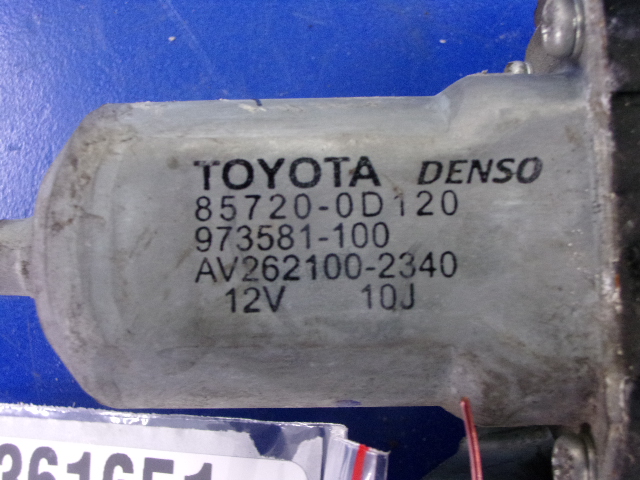 TOYOTA DENSO
85720-0D120
973581-100
AV262100-2340
12V 10J